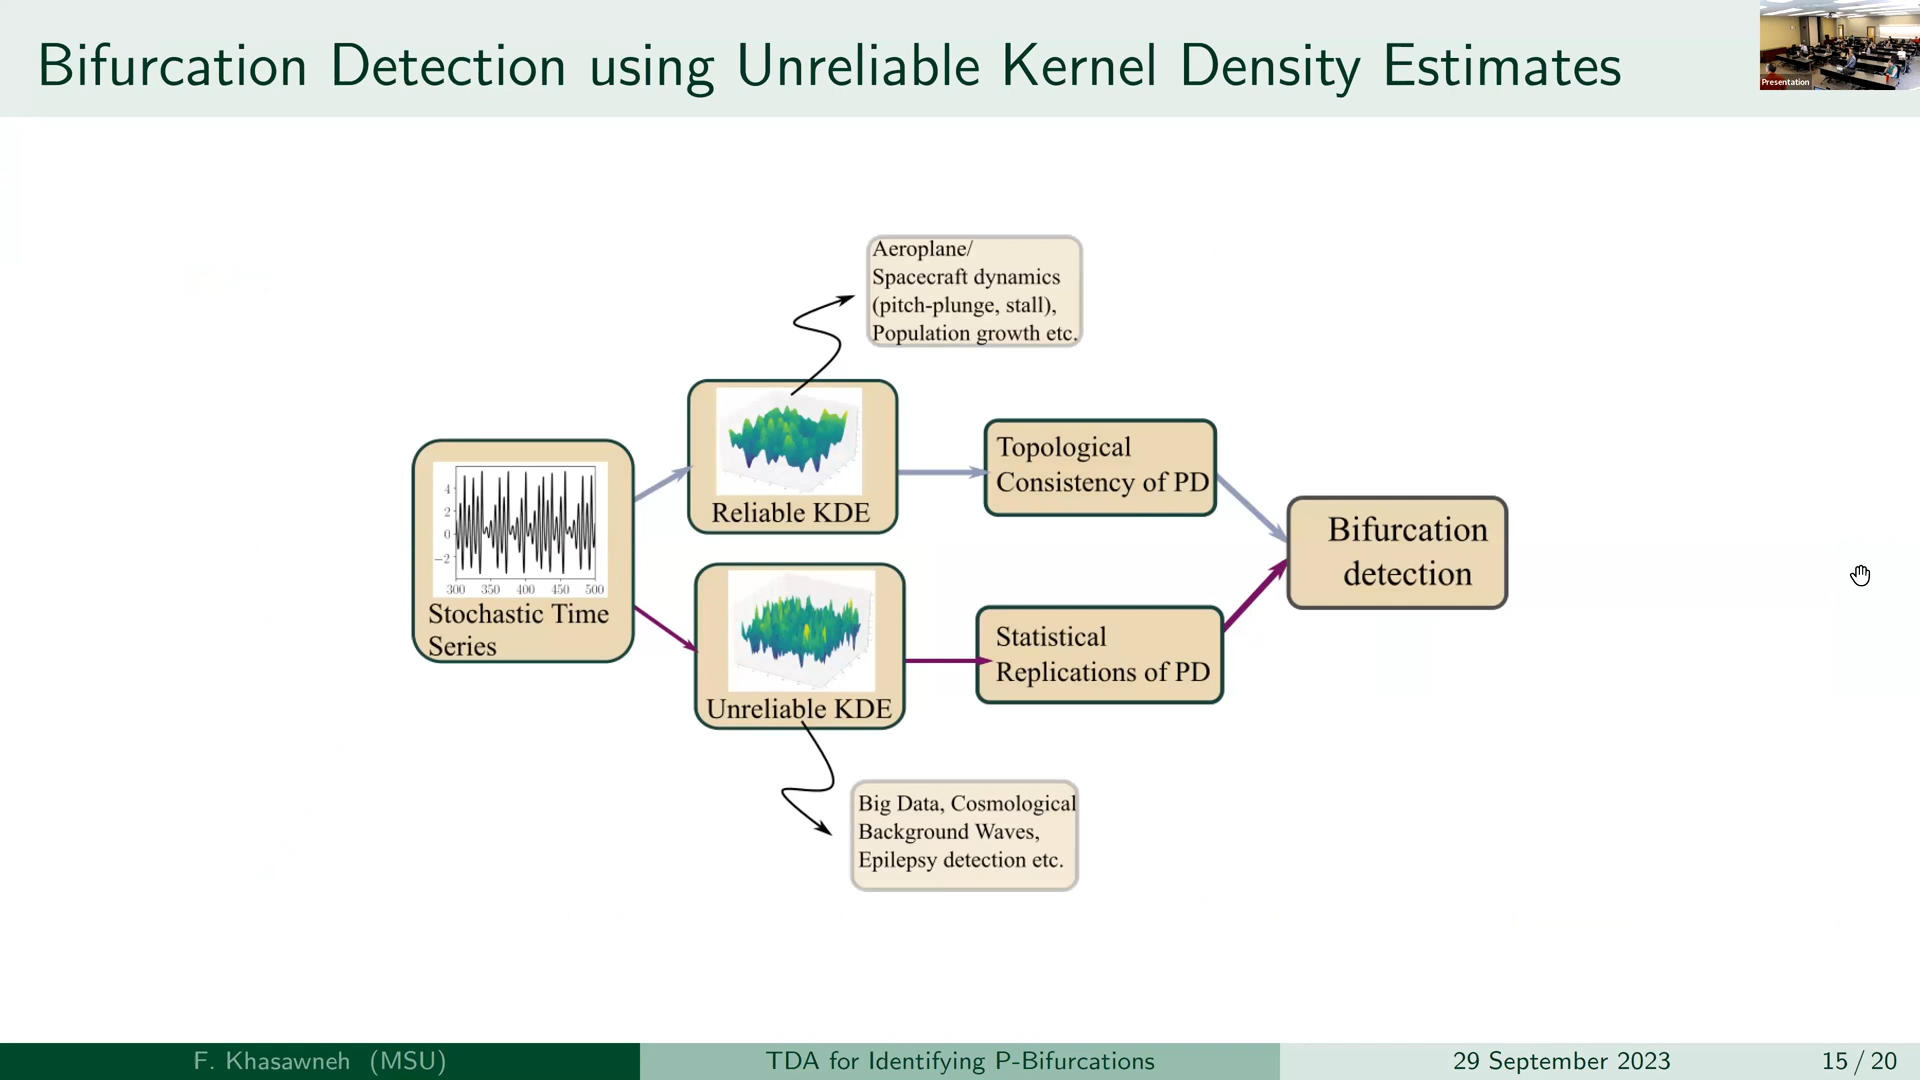 Bifurcation Detection using Unreliable Kernel Density Estimates
Presentation
Aeroplane/
Spacecraft dynamics
(pitch-plunge, stall),
Population growth etc.
Reliable KDE
Topological
Consistency of PD
4
2
0
−2
300 350 400 450 500
Stochastic Time
Series
Bifurcation
detection
Unreliable KDE
Statistical
Replications of PD
Big Data, Cosmological
Background Waves,
Epilepsy detection etc.
F. Khasawneh (MSU)
TDA for Identifying P-Bifurcations
29 September 2023
15 / 20